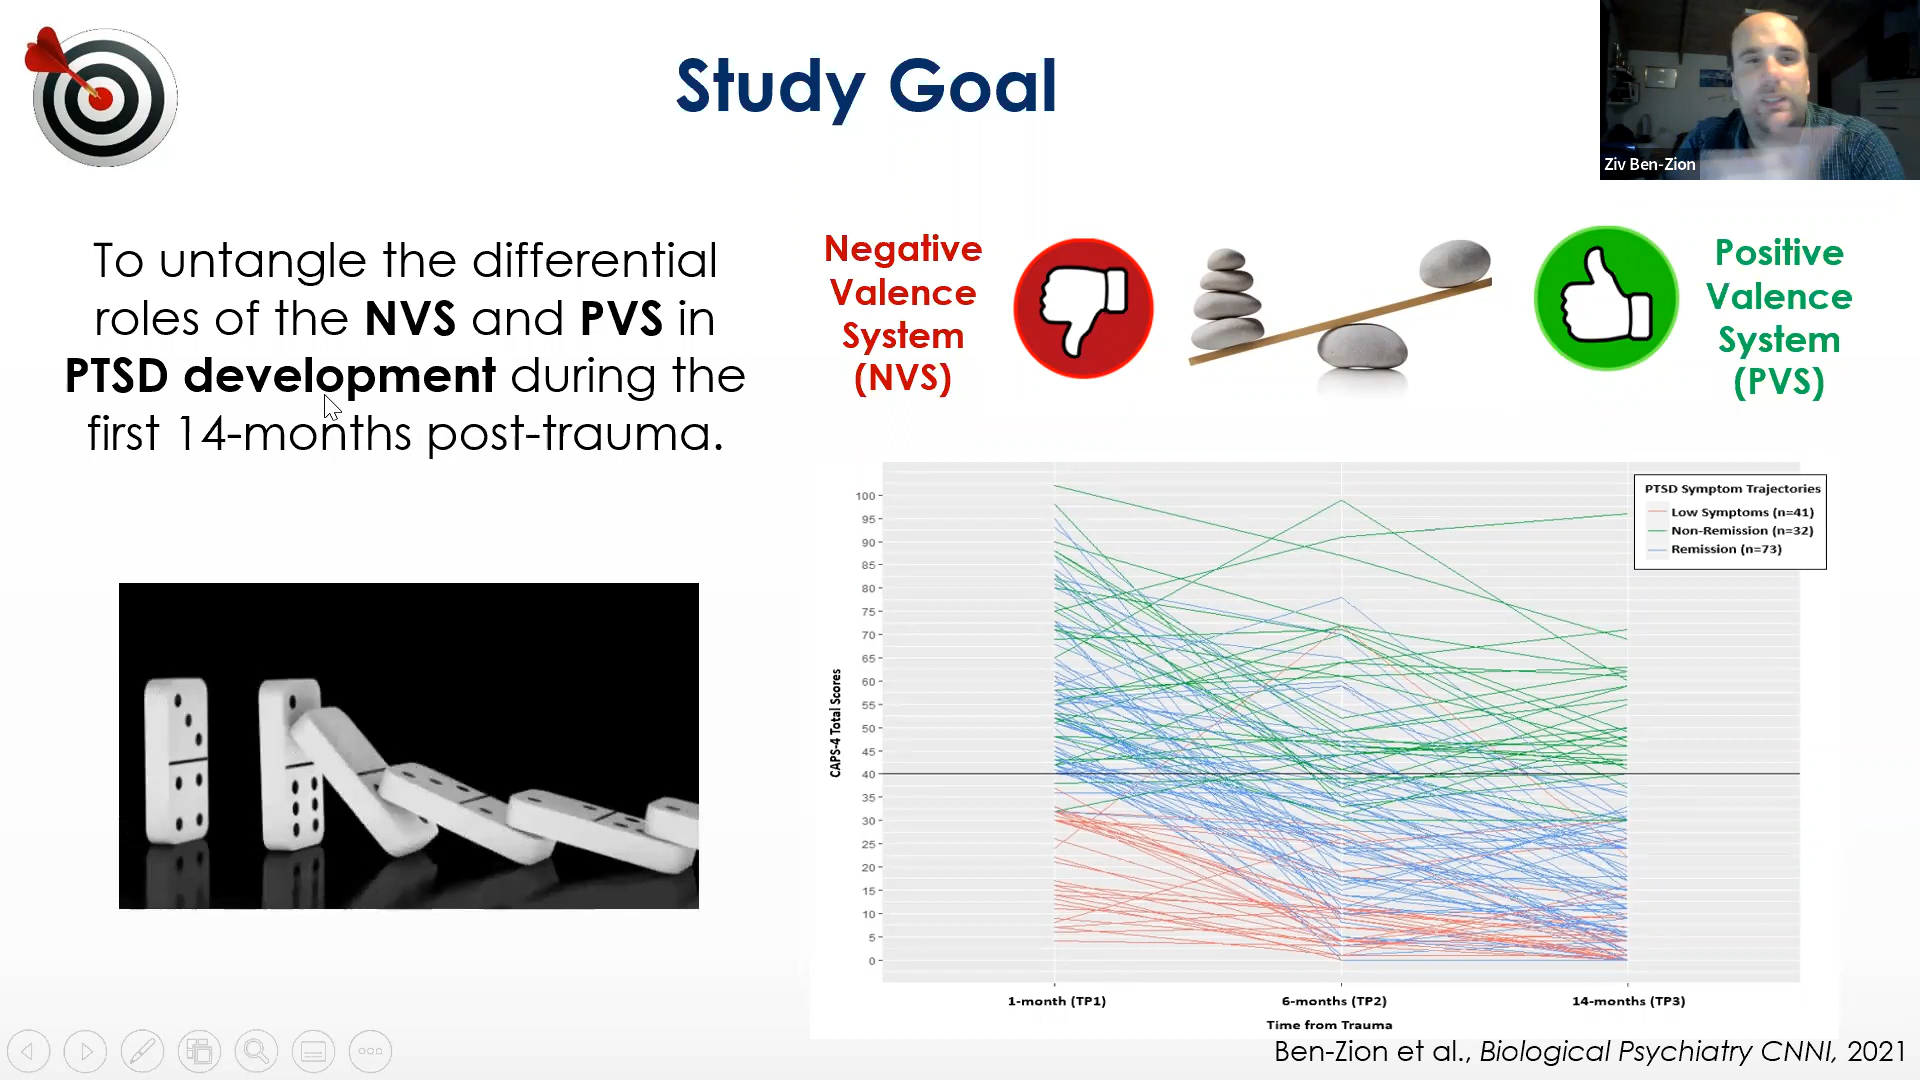 Study Goal
Ziv Ben-Zion
To untangle the differential
roles of the NVS and PVS in
PTSD development during the
first 14-months post-trauma.
Negative
Valence
System
(NVS)
Positive
Valence
System
(PVS)
PTSD Symptom Trajectories
Low Symptoms (n=41)
Non-Remission (n=32)
Remission (n=73)
CAPS-4 Total Scores
100
95
90
85
80
75
70
65
60
55
50
45
40
35
30
25
20
15
10
5
0
1-month (TP1)
6-months (TP2)
14-months (TP3)
Time from Trauma
Ben-Zion et al., Biological Psychiatry CNNI, 2021